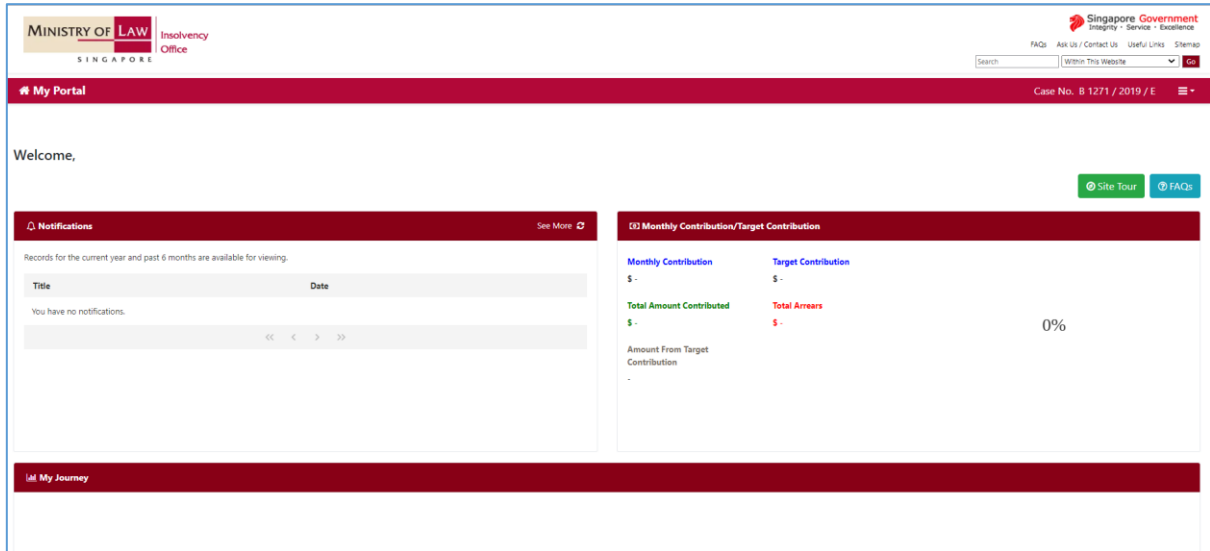 MINISTRY OF LAW
SINGAPORE
Insolvency
Office
Singapore Government
Integrity · Service · Excellence
FAQs Ask Us / Contact Us Useful Links Sitemap
Search Within This Website Go
My Portal Case No. B 1271 / 2019 / E
Welcome,
Site Tour FAQs
Notifications See More
Records for the current year and past 6 months are available for viewing.
Title Date
You have no notifications.
<< < > >>
Monthly Contribution/Target Contribution
Monthly Contribution Target Contribution
$ - $ -
Total Amount Contributed Total Arrears
$ - $ -
Amount From Target
Contribution
-
0%
My Journey